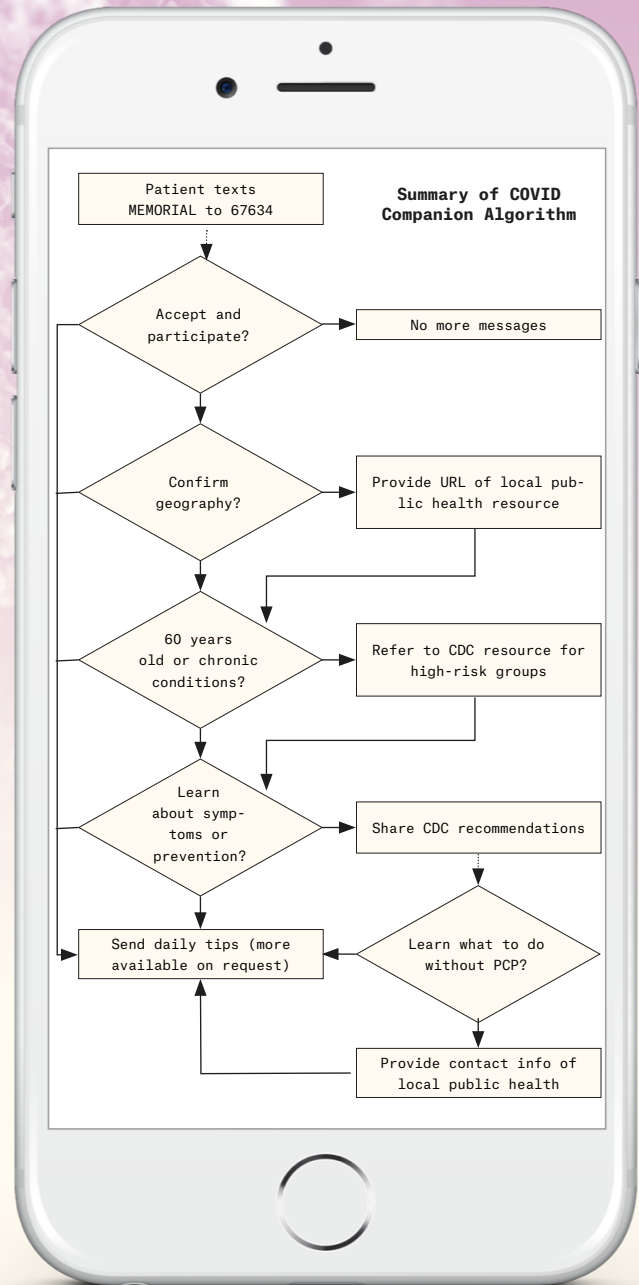 Patient texts
MEMORIAL to 67634
Summary of COVID
Companion Algorithm
Accept and
participate?
No more messages
Confirm
geography?
Provide URL of local pub-
lic health resource
60 years
old or chronic
conditions?
Refer to CDC resource for
high-risk groups
Learn
about symp-
toms or
prevention?
Share CDC recommendations
Send daily tips (more
available on request)
Learn what to do
without PCP?
Provide contact info of
local public health